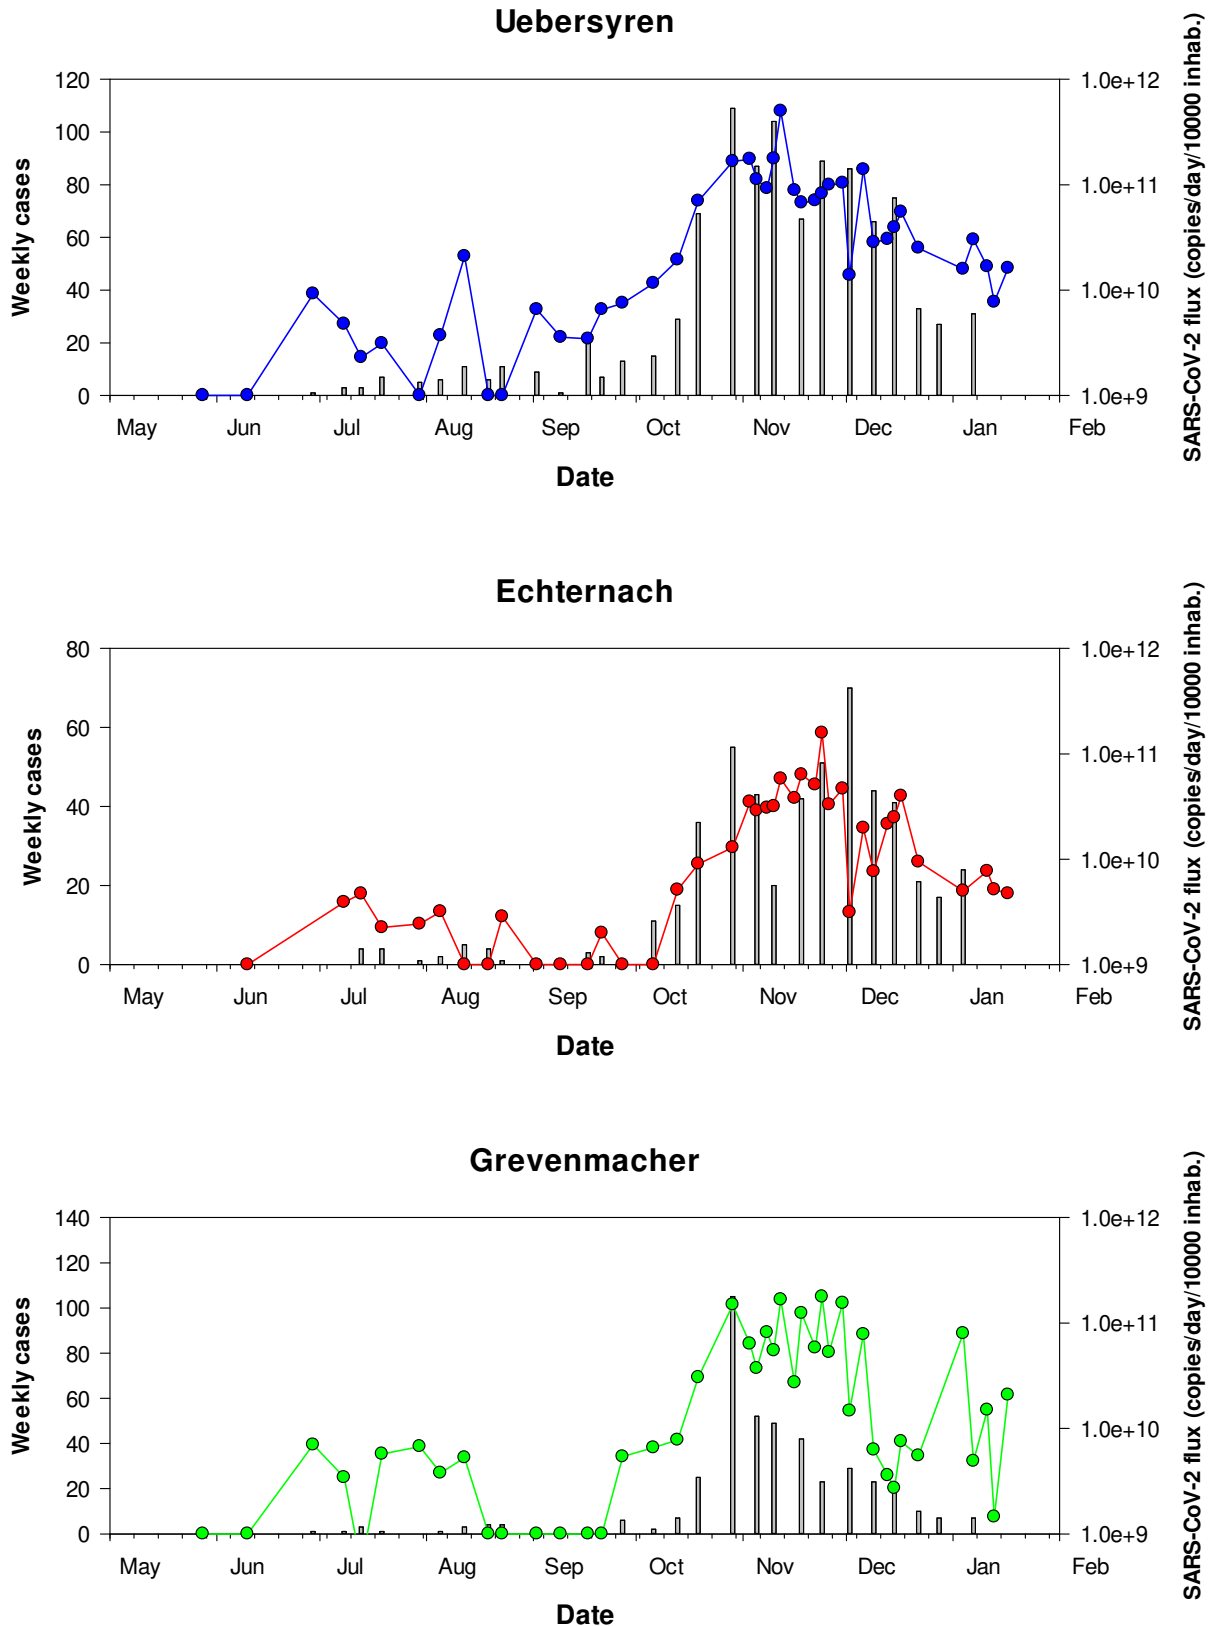 Uebersyren
Weekly cases
SARS-CoV-2 flux (copies/day/10000 inhab.)
120 1.0e+12
100
80 1.0e+11
60
40 1.0e+10
20
0 1.0e+9
May Jun Jul Aug Sep Oct Nov Dec Jan Feb
Date
Echternach
Weekly cases
SARS-CoV-2 flux (copies/day/10000 inhab.)
80 1.0e+12
60
1.0e+11
40
1.0e+10
20
0 1.0e+9
May Jun Jul Aug Sep Oct Nov Dec Jan Feb
Date
Grevenmacher
Weekly cases
SARS-CoV-2 flux (copies/day/10000 inhab.)
140 1.0e+12
120
100 1.0e+11
80
60
40 1.0e+10
20
0 1.0e+9
May Jun Jul Aug Sep Oct Nov Dec Jan Feb
Date